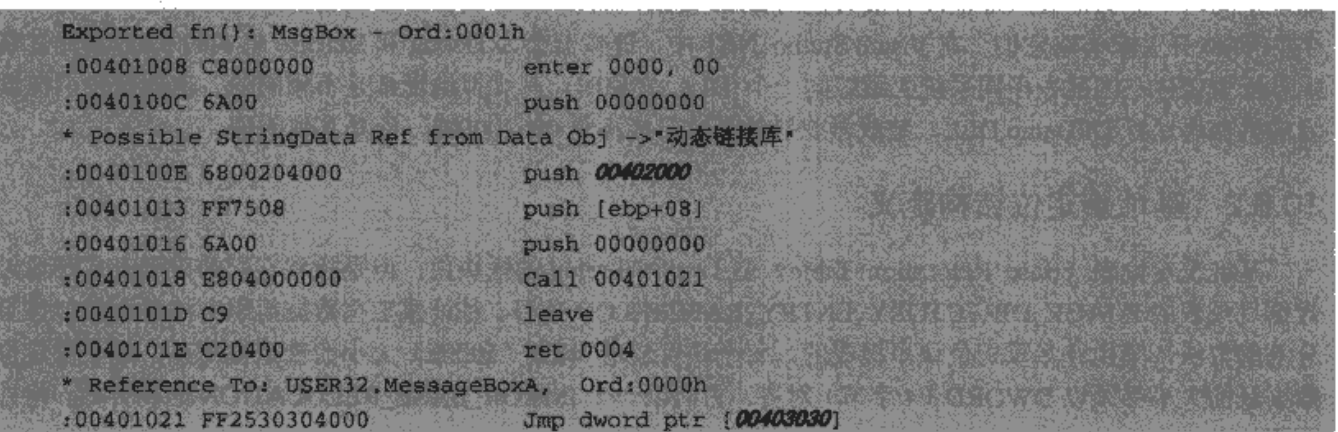 Exported fn(): MsgBox - Ord:0001h
:00401008 C8000000 enter 0000, 00
:0040100C 6A00 push 00000000
* Possible StringData Ref from Data Obj ->"动态链接库"
:0040100E 6800204000 push 00402000
:00401013 FF7508 push [ebp+08]
:00401016 6A00 push 00000000
:00401018 E804000000 Call 00401021
:0040101D C9 leave
:0040101E C20400 ret 0004
* Reference To: USER32.MessageBoxA, Ord:0000h
:00401021 FF2530304000 Jmp dword ptr [00403030]